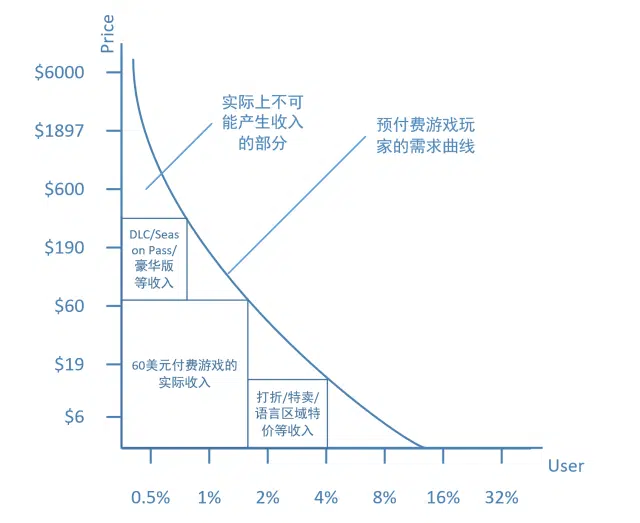 Price
$6000
$1897
$600
$190
$60
$19
$6
实际上不可
能产生收入
的部分
预付费游戏玩
家的需求曲线
DLC/Seas
on Pass/
豪华版
等收入
60美元付费游戏的
实际收入
打折/特卖/
语言区域特
价等收入
User
0.5% 1% 2% 4% 8% 16% 32%